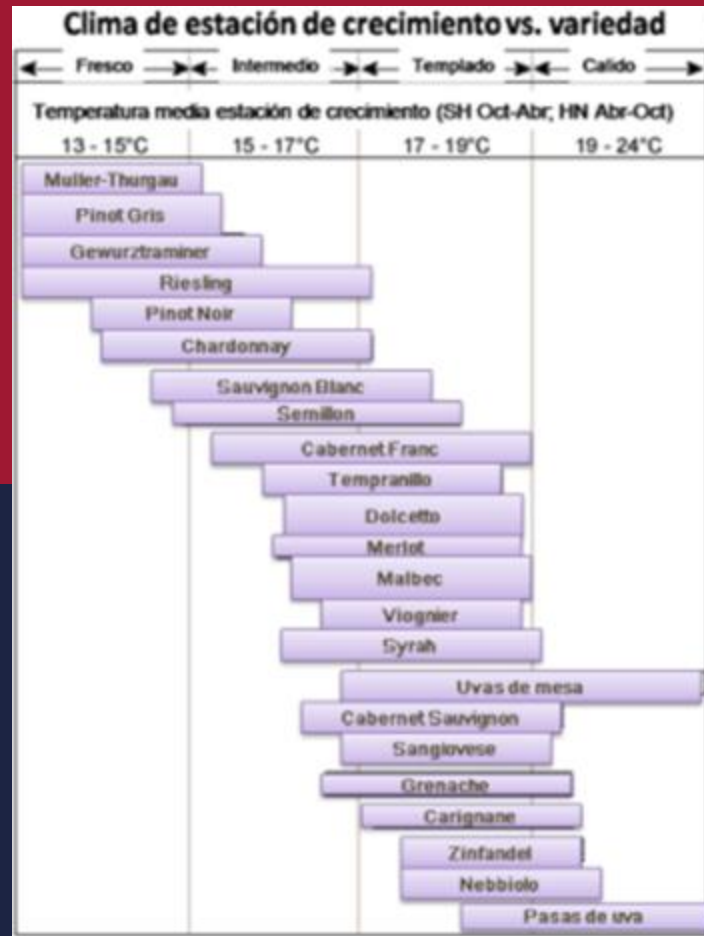 Clima de estación de crecimiento vs. variedad
Fresco Intermedio Templado Calido
Temperatura media estación de crecimiento (SH Oct-Abr; HN Abr-Oct)
13 - 15°C 15 - 17°C 17 - 19°C 19 - 24°C
Muller-Thurgau
Pinot Gris
Gewurztraminer
Riesling
Pinot Noir
Chardonnay
Sauvignon Blanc
Semillon
Cabernet Franc
Tempranillo
Dolcetto
Merlot
Malbec
Viognier
Syrah
Uvas de mesa
Cabernet Sauvignon
Sangiovese
Grenache
Carignane
Zinfandel
Nebbiolo
Pasas de uva